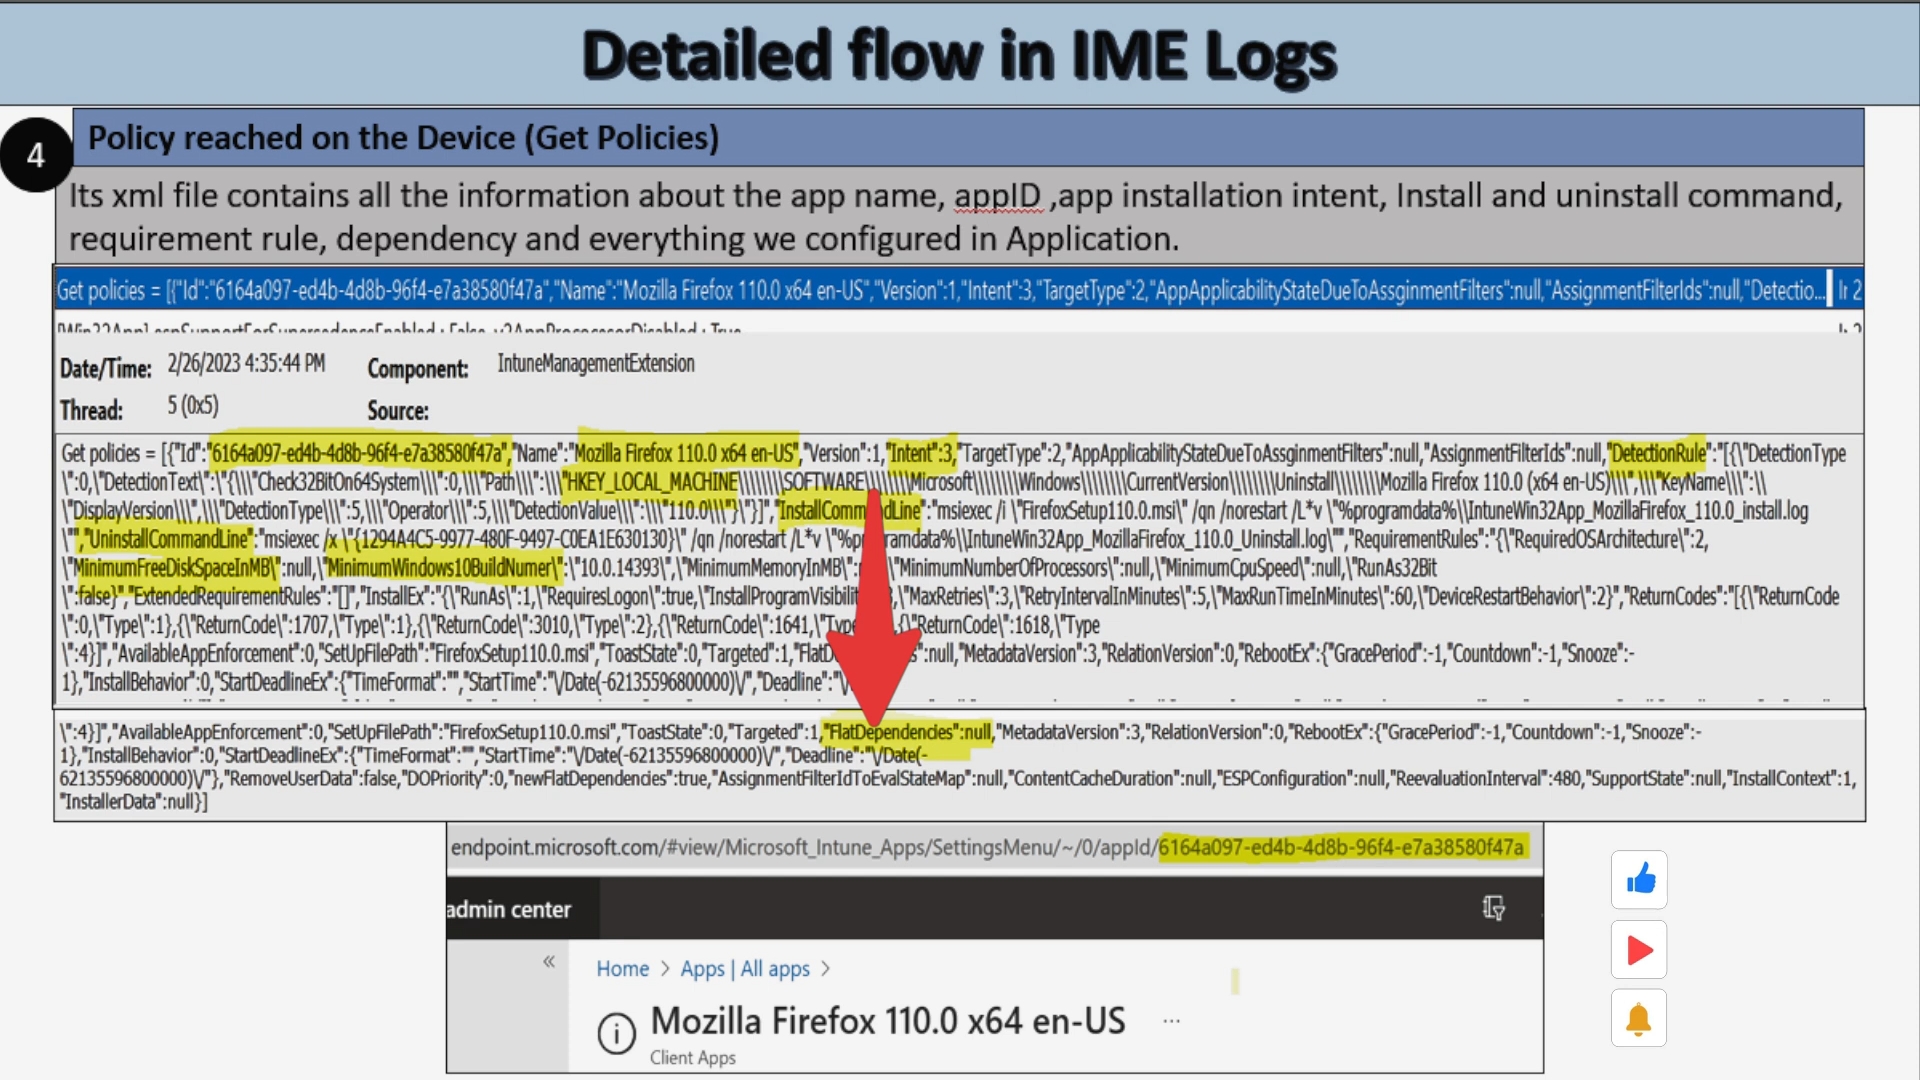 Detailed flow in IME Logs
4
Policy reached on the Device (Get Policies)
Its xml file contains all the information about the app name, appID ,app installation intent, Install and uninstall command,
requirement rule, dependency and everything we configured in Application.
Get policies = [{"Id":"6164a097-ed4b-4d8b-96f4-e7a38580f47a","Name":"Mozilla Firefox 110.0 x64 en-US","Version":1,"Intent":3,"TargetType":2,"AppApplicabilityStateDueToAssginmentFilters":null,"AssignmentFilterIds":null,"Detectio...
Date/Time: 2/26/2023 4:35:44 PM Component: IntuneManagementExtension
Thread: 5 (0x5) Source:
Get policies = [{"Id":"6164a097-ed4b-4d8b-96f4-e7a38580f47a","Name":"Mozilla Firefox 110.0 x64 en-US","Version":1,"Intent":3,"TargetType":2,"AppApplicabilityStateDueToAssginmentFilters":null,"AssignmentFilterIds":null,"DetectionRule":"[{\"DetectionType
\":0,\"DetectionText\":\"{\\\"Check32BitOn64System\\\":0,\\\"Path\\\":\\\"HKEY_LOCAL_MACHINE\\\\\\\\SOFTWARE\\\\\\\\Microsoft\\\\\\\\Windows\\\\\\\\CurrentVersion\\\\\\\\Uninstall\\\\\\\\Mozilla Firefox 110.0 (x64 en-US)\\\",\\\"KeyName\\\":\\
\"DisplayVersion\\\",\\\"DetectionType\\\":5,\\\"Operator\\\":5,\\\"DetectionValue\\\":\\\"110.0\\\"}\"}]","InstallCommandLine":"msiexec /i \"FirefoxSetup110.0.msi\" /qn /norestart /L*v \"%programdata%\\IntuneWin32App_MozillaFirefox_110.0_install.log
\"","UninstallCommandLine":"msiexec /x \"{1294A4C5-9977-480F-9497-C0EA1E630130}\" /qn /norestart /L*v \"%programdata%\\IntuneWin32App_MozillaFirefox_110.0_Uninstall.log\"","RequirementRules":"{\"RequiredOSArchitecture\":2,
\"MinimumFreeDiskSpaceInMB\":null,\"MinimumWindows10BuildNumer\":\"10.0.14393\",\"MinimumMemoryInMB\": \"MinimumNumberOfProcessors\":null,\"MinimumCpuSpeed\":null,\"RunAs32Bit
\":false}","ExtendedRequirementRules":"[]","InstallEx":"{\"RunAs\":1,\"RequiresLogon\":true,\"InstallProgramVisibilit 3,\"MaxRetries\":3,\"RetryIntervalInMinutes\":5,\"MaxRunTimeInMinutes\":60,\"DeviceRestartBehavior\":2}","ReturnCodes":"[{\"ReturnCode
\":0,\"Type\":1},{\"ReturnCode\":1707,\"Type\":1},{\"ReturnCode\":3010,\"Type\":2},{\"ReturnCode\":1641,\"Type ,{\"ReturnCode\":1618,\"Type
\":4}]","AvailableAppEnforcement":0,"SetUpFilePath":"FirefoxSetup110.0.msi","ToastState":0,"Targeted":1,"FlatD :null,"MetadataVersion":3,"RelationVersion":0,"RebootEx":{"GracePeriod":-1,"Countdown":-1,"Snooze":-
1},"InstallBehavior":0,"StartDeadlineEx":{"TimeFormat":"","StartTime":"\/Date(-62135596800000)\/","Deadline":"\/
\":4}]","AvailableAppEnforcement":0,"SetUpFilePath":"FirefoxSetup110.0.msi","ToastState":0,"Targeted":1,"FlatDependencies":null,"MetadataVersion":3,"RelationVersion":0,"RebootEx":{"GracePeriod":-1,"Countdown":-1,"Snooze":-
1},"InstallBehavior":0,"StartDeadlineEx":{"TimeFormat":"","StartTime":"\/Date(-62135596800000)\/","Deadline":"\/Date(-
62135596800000)\/"},"RemoveUserData":false,"DOPriority":0,"newFlatDependencies":true,"AssignmentFilterIdToEvalStateMap":null,"ContentCacheDuration":null,"ESPConfiguration":null,"ReevaluationInterval":480,"SupportState":null,"InstallContext":1,
"InstallerData":null}]
endpoint.microsoft.com/#view/Microsoft_Intune_Apps/SettingsMenu/~/0/appId/6164a097-ed4b-4d8b-96f4-e7a38580f47a
admin center
« Home > Apps | All apps >
Mozilla Firefox 110.0 x64 en-US ...
Client Apps